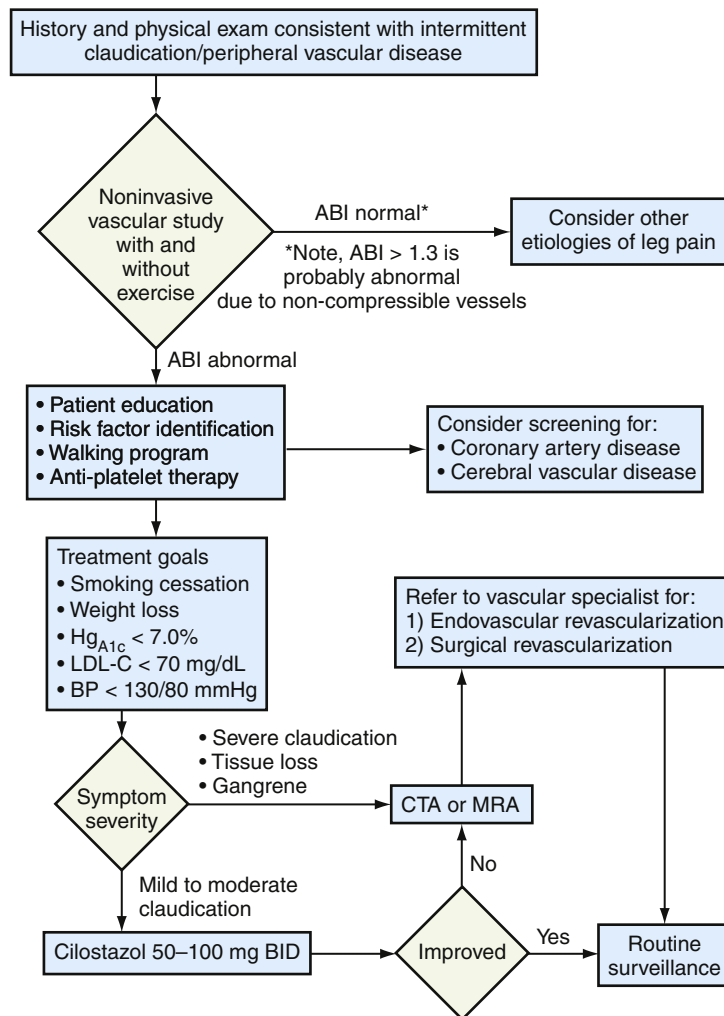 History and physical exam consistent with intermittent
claudication/peripheral vascular disease
Noninvasive
vascular study
with and
without
exercise
ABI normal*
*Note, ABI > 1.3 is
probably abnormal
due to non-compressible vessels
Consider other
etiologies of leg pain
ABI abnormal
• Patient education
• Risk factor identification
• Walking program
• Anti-platelet therapy
Consider screening for:
• Coronary artery disease
• Cerebral vascular disease
Treatment goals
• Smoking cessation
• Weight loss
• HgA1c < 7.0%
• LDL-C < 70 mg/dL
• BP < 130/80 mmHg
Refer to vascular specialist for:
1) Endovascular revascularization
2) Surgical revascularization
Symptom
severity
• Severe claudication
• Tissue loss
• Gangrene
CTA or MRA
Mild to moderate
claudication
No
Cilostazol 50–100 mg BID
Improved
Yes
Routine
surveillance